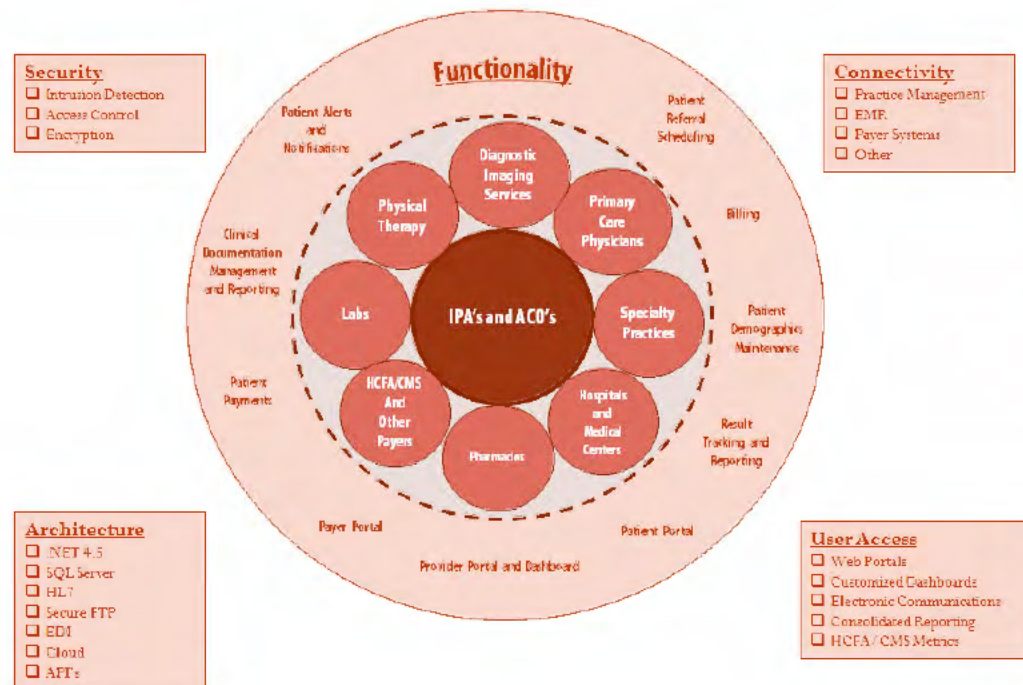 Functionality
Security
Intrusion Detection
Access Control
Encryption
Connectivity
Practice Management
EMR
Payer Systems
Other
Patient Alerts
and
Notifications
Patient
Referral
Scheduling
Billing
Patient
Demographics
Maintenance
Result
Tracking and
Reporting
Patient Portal
Provider Portal and Dashboard
Payer Portal
Patient
Payments
Clinical
Documentation
Management
and Reporting
Diagnostic
Imaging
Services
Primary
Care
Physicians
Specialty
Practices
Hospitals
and
Medical
Centers
Pharmacies
HCFA/CMS
And
Other
Payers
Labs
Physical
Therapy
IPA's and ACO's
Architecture
.NET 4.5
SQL Server
HL7
Secure FTP
EDI
Cloud
API's
User Access
Web Portals
Customized Dashboards
Electronic Communications
Consolidated Reporting
HCFA / CMS Metrics